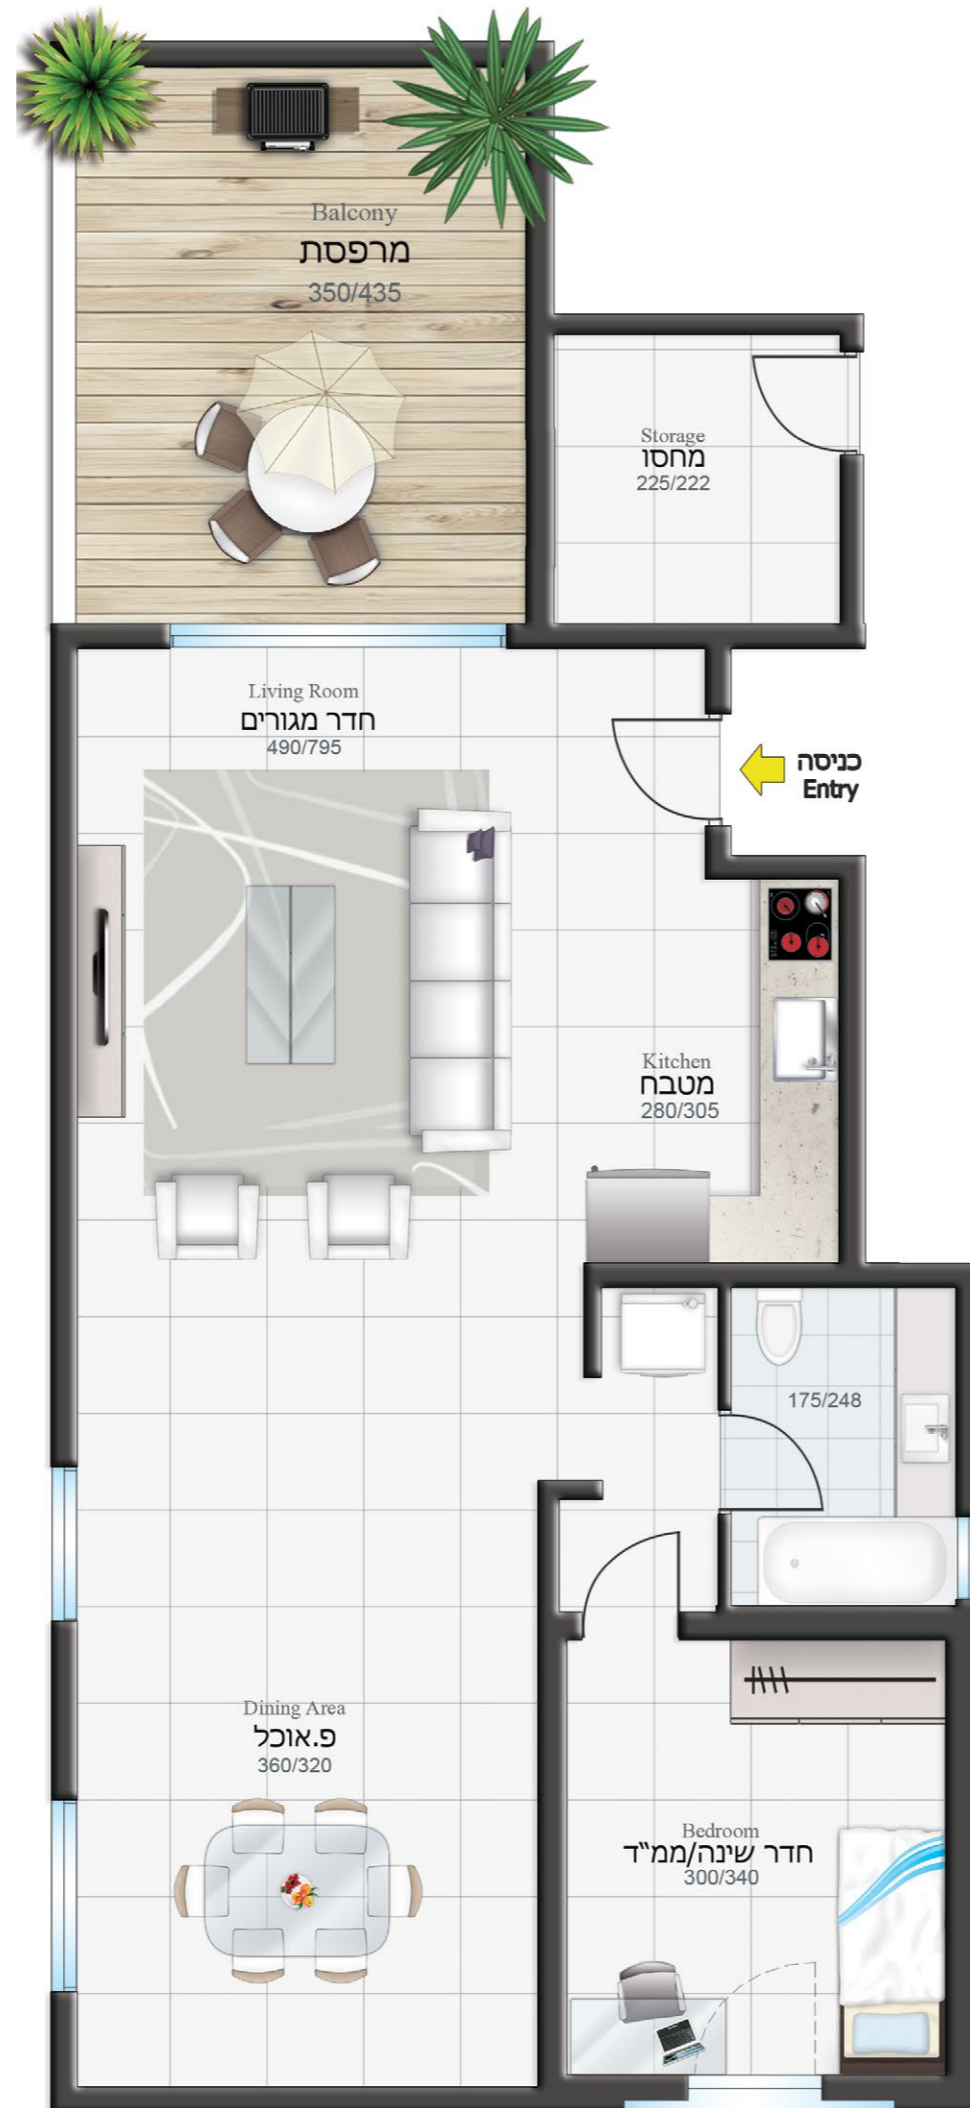 Balcony
מרפסת
350/435
Storage
מחסו
225/222
Living Room
חדר מגורים
490/795
כניסה
Entry
Kitchen
מטבח
280/305
175/248
Dining Area
פ.אוכל
360/320
Bedroom
חדר שינה/ממ"ד
300/340